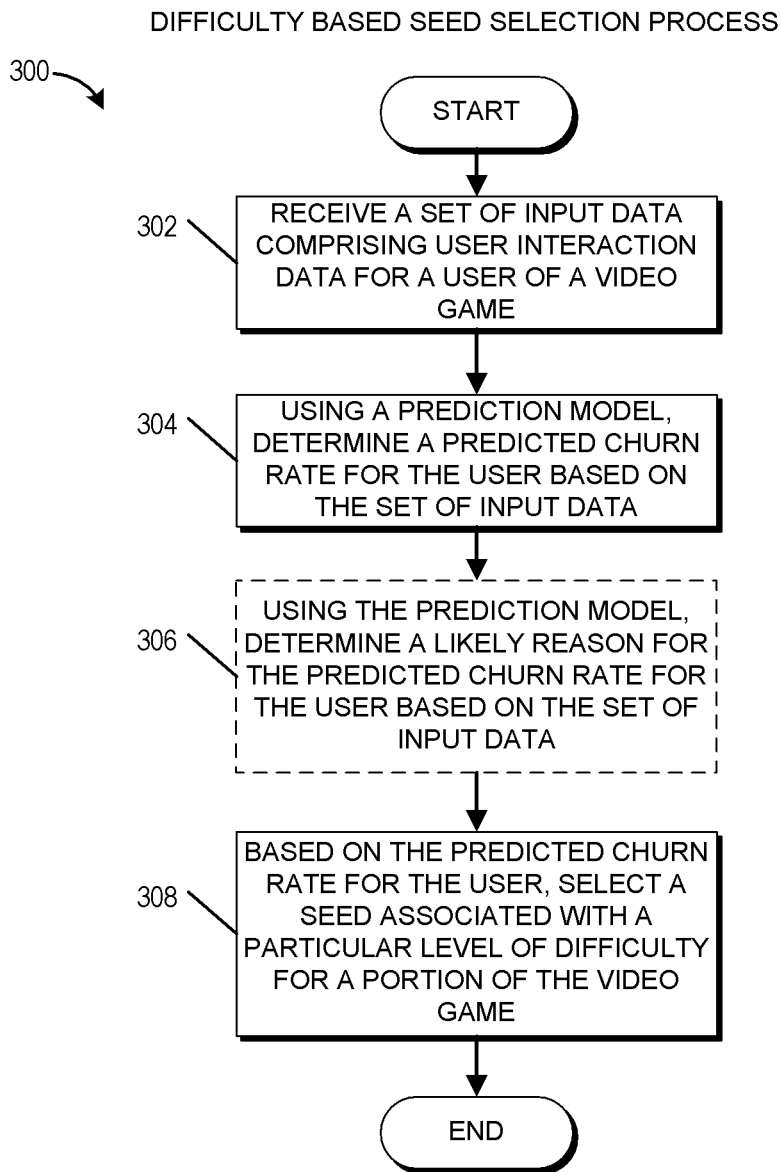 DIFFICULTY BASED SEED SELECTION PROCESS
300
START
302
RECEIVE A SET OF INPUT DATA
COMPRISING USER INTERACTION
DATA FOR A USER OF A VIDEO
GAME
304
USING A PREDICTION MODEL,
DETERMINE A PREDICTED CHURN
RATE FOR THE USER BASED ON
THE SET OF INPUT DATA
306
USING THE PREDICTION MODEL,
DETERMINE A LIKELY REASON FOR
THE PREDICTED CHURN RATE FOR
THE USER BASED ON THE SET OF
INPUT DATA
308
BASED ON THE PREDICTED CHURN
RATE FOR THE USER, SELECT A
SEED ASSOCIATED WITH A
PARTICULAR LEVEL OF DIFFICULTY
FOR A PORTION OF THE VIDEO
GAME
END